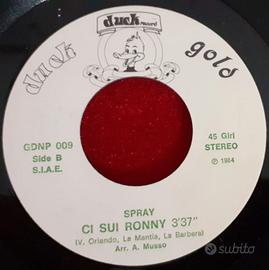 duck record
duck gold
GDNP 009
Side B
S.I.A.E.
45 Giri
STEREO
℗ 1984
SPRAY
CI SUI RONNY 3'37"
(V. Orlando, La Mantia, La Barbera)
Arr. A. Musso
subito